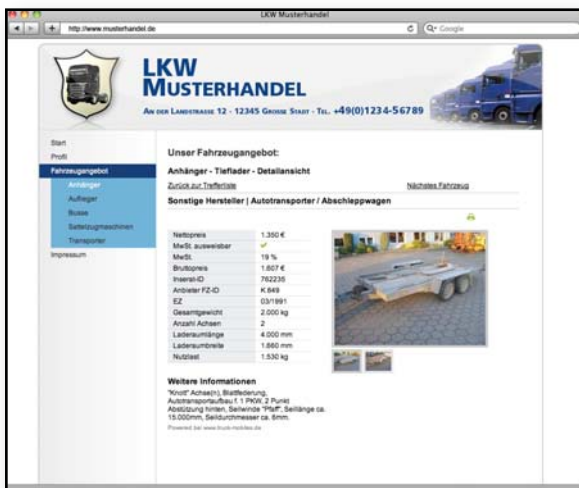 LKW Musterhandel
http://www.musterhandel.de
Google
LKW
MUSTERHANDEL
AN DER LANDSTRASSE 12 - 12345 GROSSE STADT - TEL. +49(0)1234-56789
Start
Profil
Fahrzeugangebot
Anhänger
Auflieger
Busse
Sattelzugmaschinen
Transporter
Impressum
Unser Fahrzeugangebot:
Anhänger - Tieflader - Detailansicht
Zurück zur Trefferliste Nächstes Fahrzeug
Sonstige Hersteller | Autotransporter / Abschleppwagen
Nettopreis 1.350 €
MwSt. ausweisbar
MwSt. 19 %
Bruttopreis 1.607 €
Inserat-ID 762235
Anbieter FZ-ID K 849
EZ 03/1991
Gesamtgewicht 2.000 kg
Anzahl Achsen 2
Laderaumlänge 4.000 mm
Laderaumbreite 1.860 mm
Nutzlast 1.530 kg
Weitere Informationen
"Knott" Achse(n), Blattfederung,
Autotransportaufbau f. 1 PKW, 2 Punkt
Abstützung hinten, Seilwinde "Pfaff", Seillänge ca.
15.000mm, Seildurchmesser ca. 6mm.
Powered bei www.truck-mobiles.de